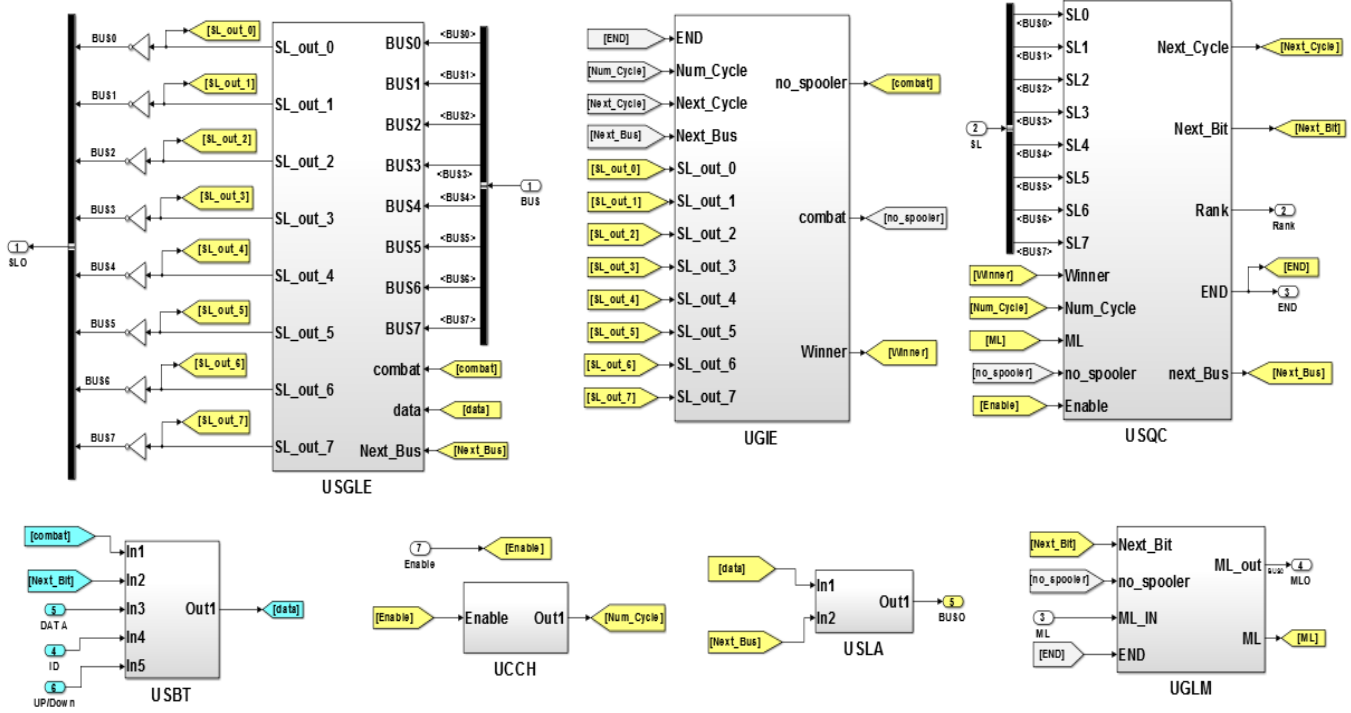 BUS0
[SL_out_0]
SL_out_0
BUS1
[SL_out_1]
SL_out_1
BUS2
[SL_out_2]
SL_out_2
BUS3
[SL_out_3]
SL_out_3
BUS4
[SL_out_4]
SL_out_4
BUS5
[SL_out_5]
SL_out_5
BUS6
[SL_out_6]
SL_out_6
BUS7
[SL_out_7]
SL_out_7
1
SLO
BUS0
<BUS0>
BUS1
<BUS1>
BUS2
<BUS2>
BUS3
<BUS3>
BUS4
<BUS4>
BUS5
<BUS5>
BUS6
<BUS6>
BUS7
<BUS7>
1
BUS
combat
[combat]
data
[data]
Next_Bus
[Next_Bus]
USGLE
[END]
END
[Num_Cycle]
Num_Cycle
[Next_Cycle]
Next_Cycle
[Next_Bus]
Next_Bus
[SL_out_0]
SL_out_0
[SL_out_1]
SL_out_1
[SL_out_2]
SL_out_2
[SL_out_3]
SL_out_3
[SL_out_4]
SL_out_4
[SL_out_5]
SL_out_5
[SL_out_6]
SL_out_6
[SL_out_7]
SL_out_7
no_spooler
[combat]
combat
[no_spooler]
Winner
[Winner]
UGIE
2
SL
<BUS0>
SL0
<BUS1>
SL1
<BUS2>
SL2
<BUS3>
SL3
<BUS4>
SL4
<BUS5>
SL5
<BUS6>
SL6
<BUS7>
SL7
[Winner]
Winner
[Num_Cycle]
Num_Cycle
[ML]
ML
[no_spooler]
no_spooler
[Enable]
Enable
Next_Cycle
[Next_Cycle]
Next_Bit
[Next_Bit]
Rank
2
Rank
END
[END]
3
END
next_Bus
[Next_Bus]
USQC
[combat]
In1
[Next_Bit]
In2
5
DATA
In3
4
ID
In4
6
UP/Down
In5
Out1
[data]
USBT
7
Enable
[Enable]
[Enable]
Enable
Out1
[Num_Cycle]
UCCH
[data]
In1
[Next_Bus]
In2
Out1
5
BUSO
USLA
[Next_Bit]
Next_Bit
[no_spooler]
no_spooler
3
ML
ML_IN
[END]
END
ML_out
BUS0
4
MLO
ML
[ML]
UGLM